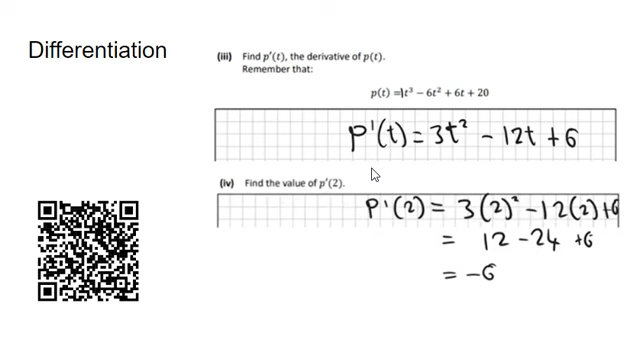 Differentiation
(iii) Find p′(t), the derivative of p(t).
Remember that:
p(t) =1t³ − 6t² + 6t + 20
p'(t) = 3t² − 12t + 6
(iv) Find the value of p′(2).
p'(2) = 3(2)² − 12(2) + 6
= 12 − 24 + 6
= −6